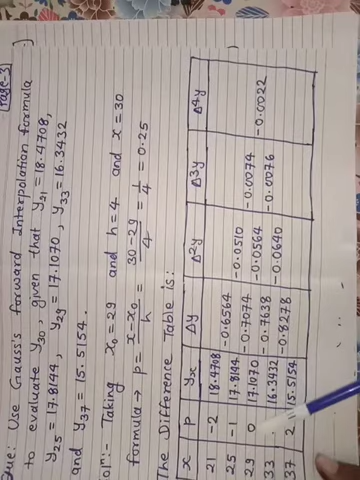 Page-3
Que: Use Gauss's forward Interpolation formula
to evaluate y30, given that y21 = 18.4708,
y25 = 17.8144, y29 = 17.1070, y33 = 16.3432
and y37 = 15.5154.
olⁿ:- Taking x0 = 29 and h = 4 and x = 30
formula → p = x-x0/h = 30-29/4 = 1/4 = 0.25
The Difference Table is:
x p yx Δy Δ2y Δ3y Δ4y
21 -2 18.4708
-0.6564
25 -1 17.8144 -0.0510
-0.7074 -0.0074
29 0 17.1070 -0.0564 -0.0022
-0.7638 -0.0076
33 16.3432 -0.0640
-0.8278
37 2 15.5154